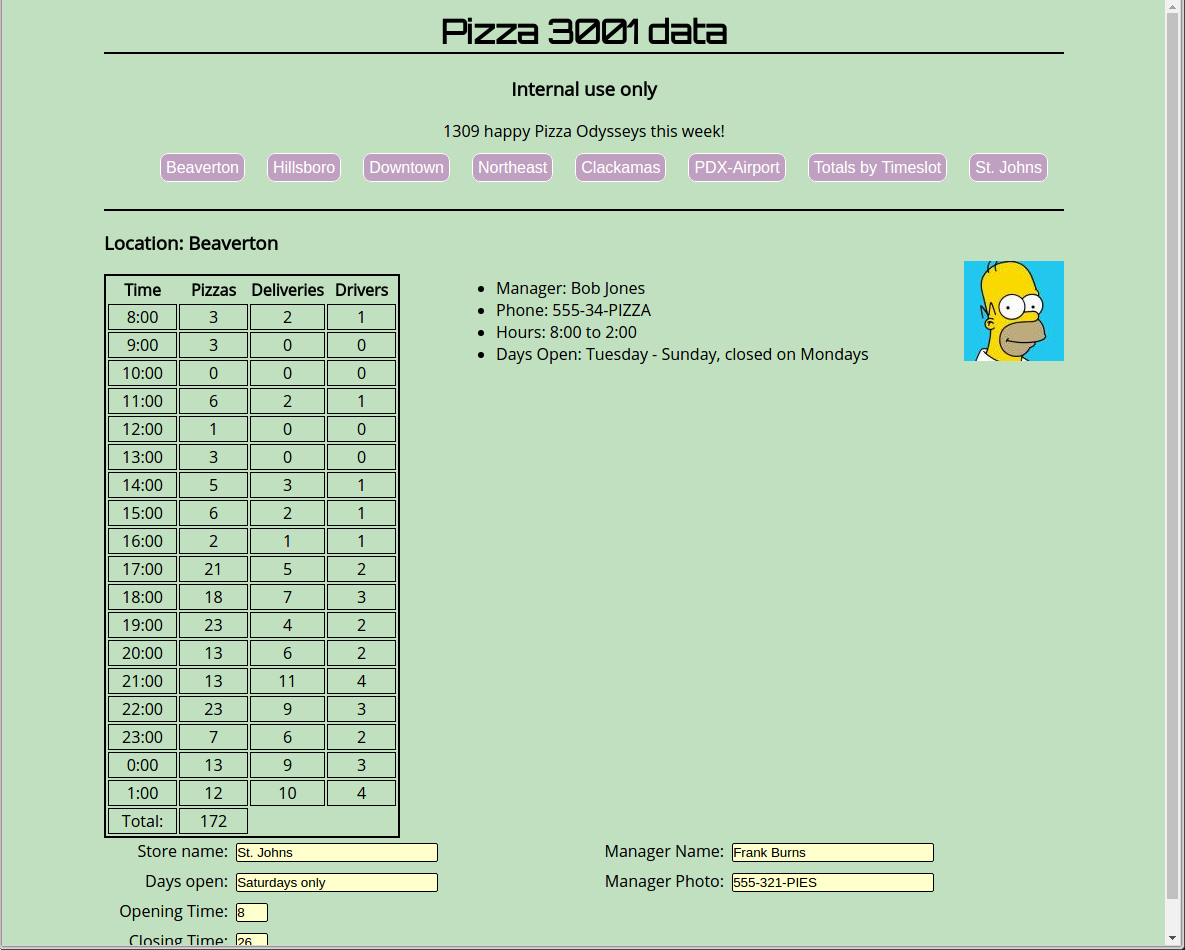 Pizza 3001 data
Internal use only
1309 happy Pizza Odysseys this week!
Beaverton Hillsboro Downtown Northeast Clackamas PDX-Airport Totals by Timeslot St. Johns
Location: Beaverton
Time Pizzas Deliveries Drivers
8:00 3 2 1
9:00 3 0 0
10:00 0 0 0
11:00 6 2 1
12:00 1 0 0
13:00 3 0 0
14:00 5 3 1
15:00 6 2 1
16:00 2 1 1
17:00 21 5 2
18:00 18 7 3
19:00 23 4 2
20:00 13 6 2
21:00 13 11 4
22:00 23 9 3
23:00 7 6 2
0:00 13 9 3
1:00 12 10 4
Total: 172
Manager: Bob Jones
Phone: 555-34-PIZZA
Hours: 8:00 to 2:00
Days Open: Tuesday - Sunday, closed on Mondays
Store name: St. Johns
Manager Name: Frank Burns
Days open: Saturdays only
Manager Photo: 555-321-PIES
Opening Time: 8
Closing Time: 26